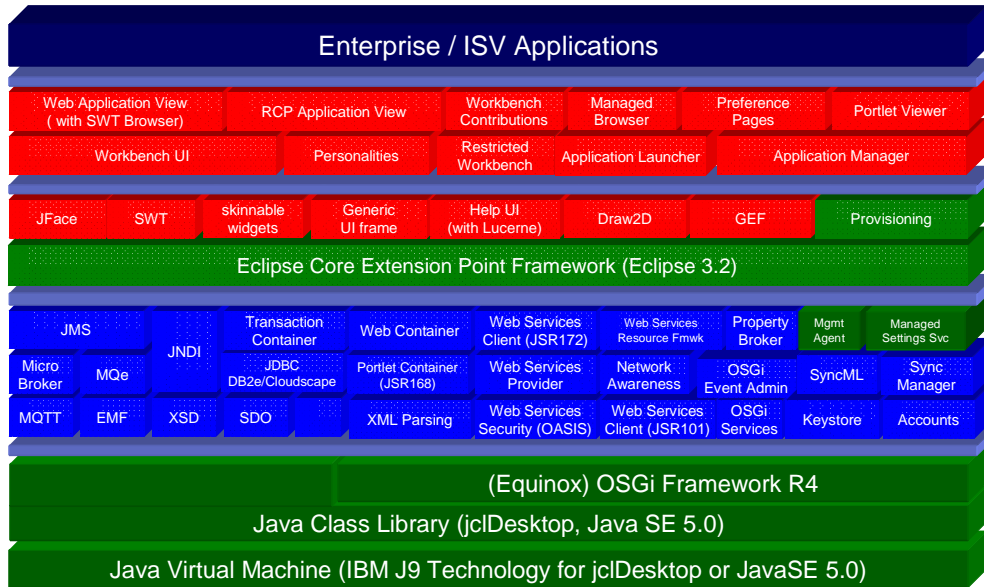 Enterprise / ISV Applications
Web Application View
( with SWT Browser)
RCP Application View
Workbench
Contributions
Managed
Browser
Preference
Pages
Portlet Viewer
Workbench UI
Personalities
Restricted
Workbench
Application Launcher
Application Manager
JFace
SWT
skinnable
widgets
Generic
UI frame
Help UI
(with Lucerne)
Draw2D
GEF
Provisioning
Eclipse Core Extension Point Framework (Eclipse 3.2)
JMS
JNDI
Transaction
Container
Web Container
Web Services
Client (JSR172)
Web Services
Resource Fmwk
Property
Broker
Mgmt
Agent
Managed
Settings Svc
Micro
Broker
MQe
JDBC
DB2e/Cloudscape
Portlet Container
(JSR168)
Web Services
Provider
Network
Awareness
OSGi
Event Admin
SyncML
Sync
Manager
MQTT
EMF
XSD
SDO
XML Parsing
Web Services
Security (OASIS)
Web Services
Client (JSR101)
OSGi
Services
Keystore
Accounts
(Equinox) OSGi Framework R4
Java Class Library (jclDesktop, Java SE 5.0)
Java Virtual Machine (IBM J9 Technology for jclDesktop or JavaSE 5.0)